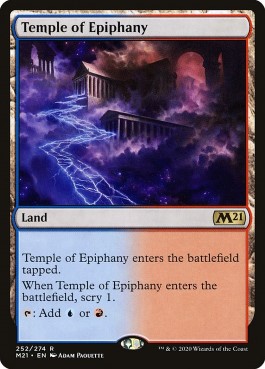 Temple of Epiphany
Land
M21
Temple of Epiphany enters the battlefield
tapped.
When Temple of Epiphany enters the
battlefield, scry 1.
: Add or .
252/274 R
M21 • EN Adam Paquette
™ & © 2020 Wizards of the Coast